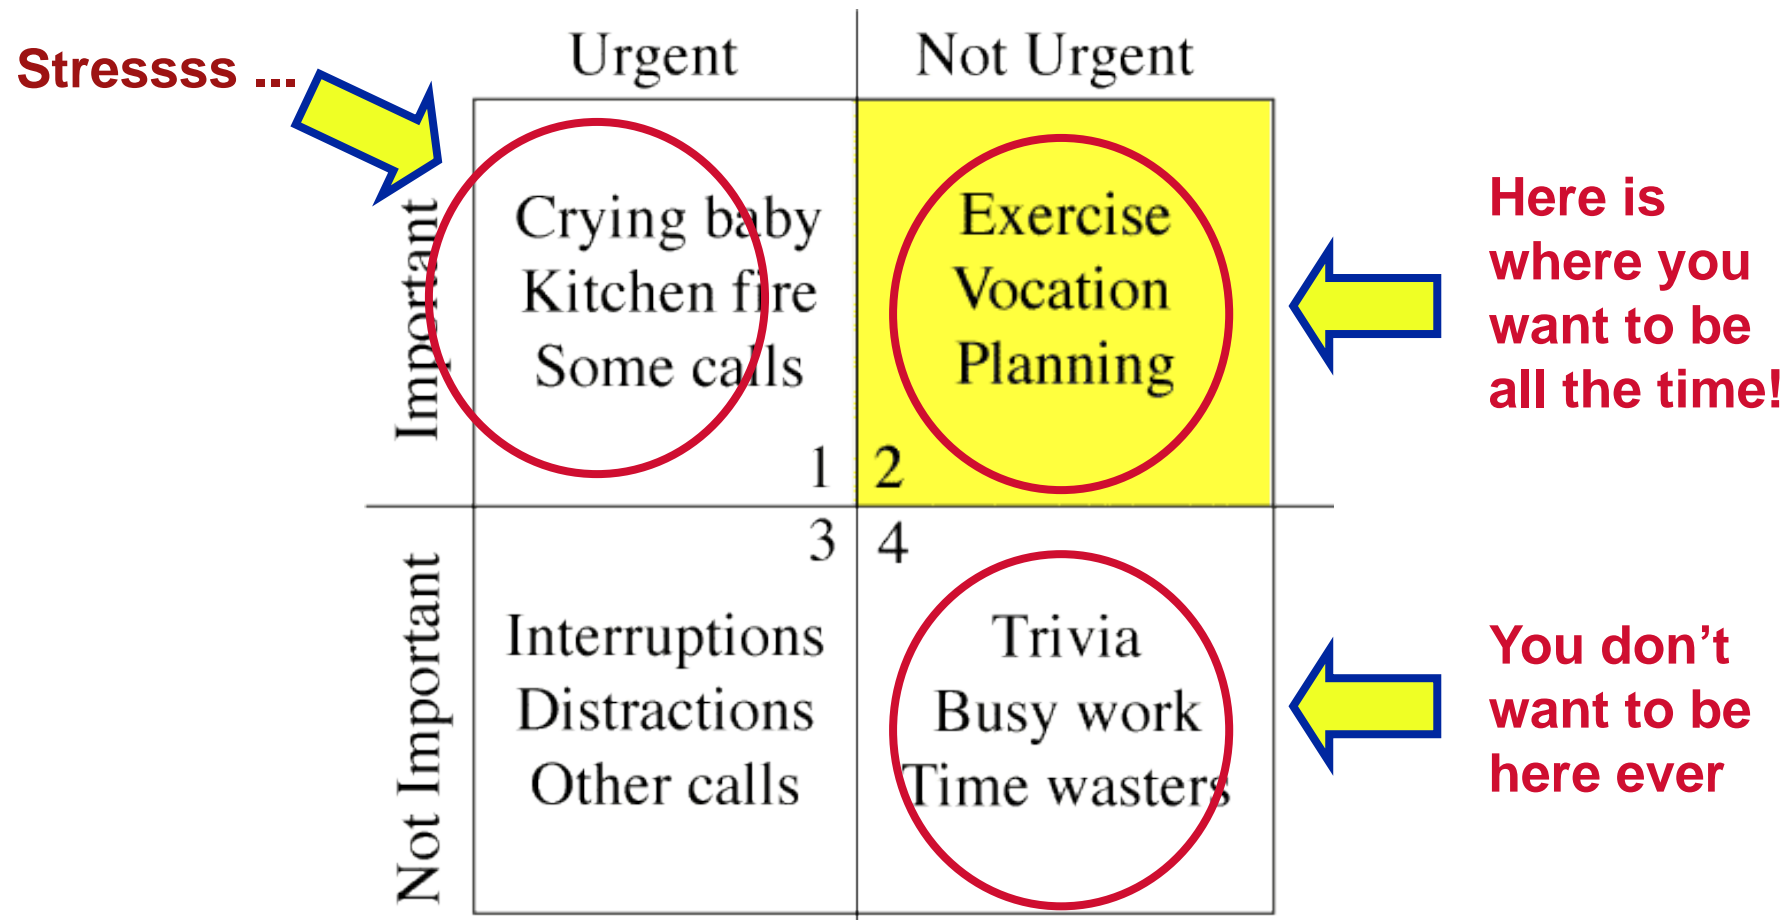 Stressss ...
Urgent
Not Urgent
Important
Crying baby
Kitchen fire
Some calls
1
Exercise
Vocation
Planning
2
Here is
where you
want to be
all the time!
Not Important
3
Interruptions
Distractions
Other calls
4
Trivia
Busy work
Time wasters
You don’t
want to be
here ever